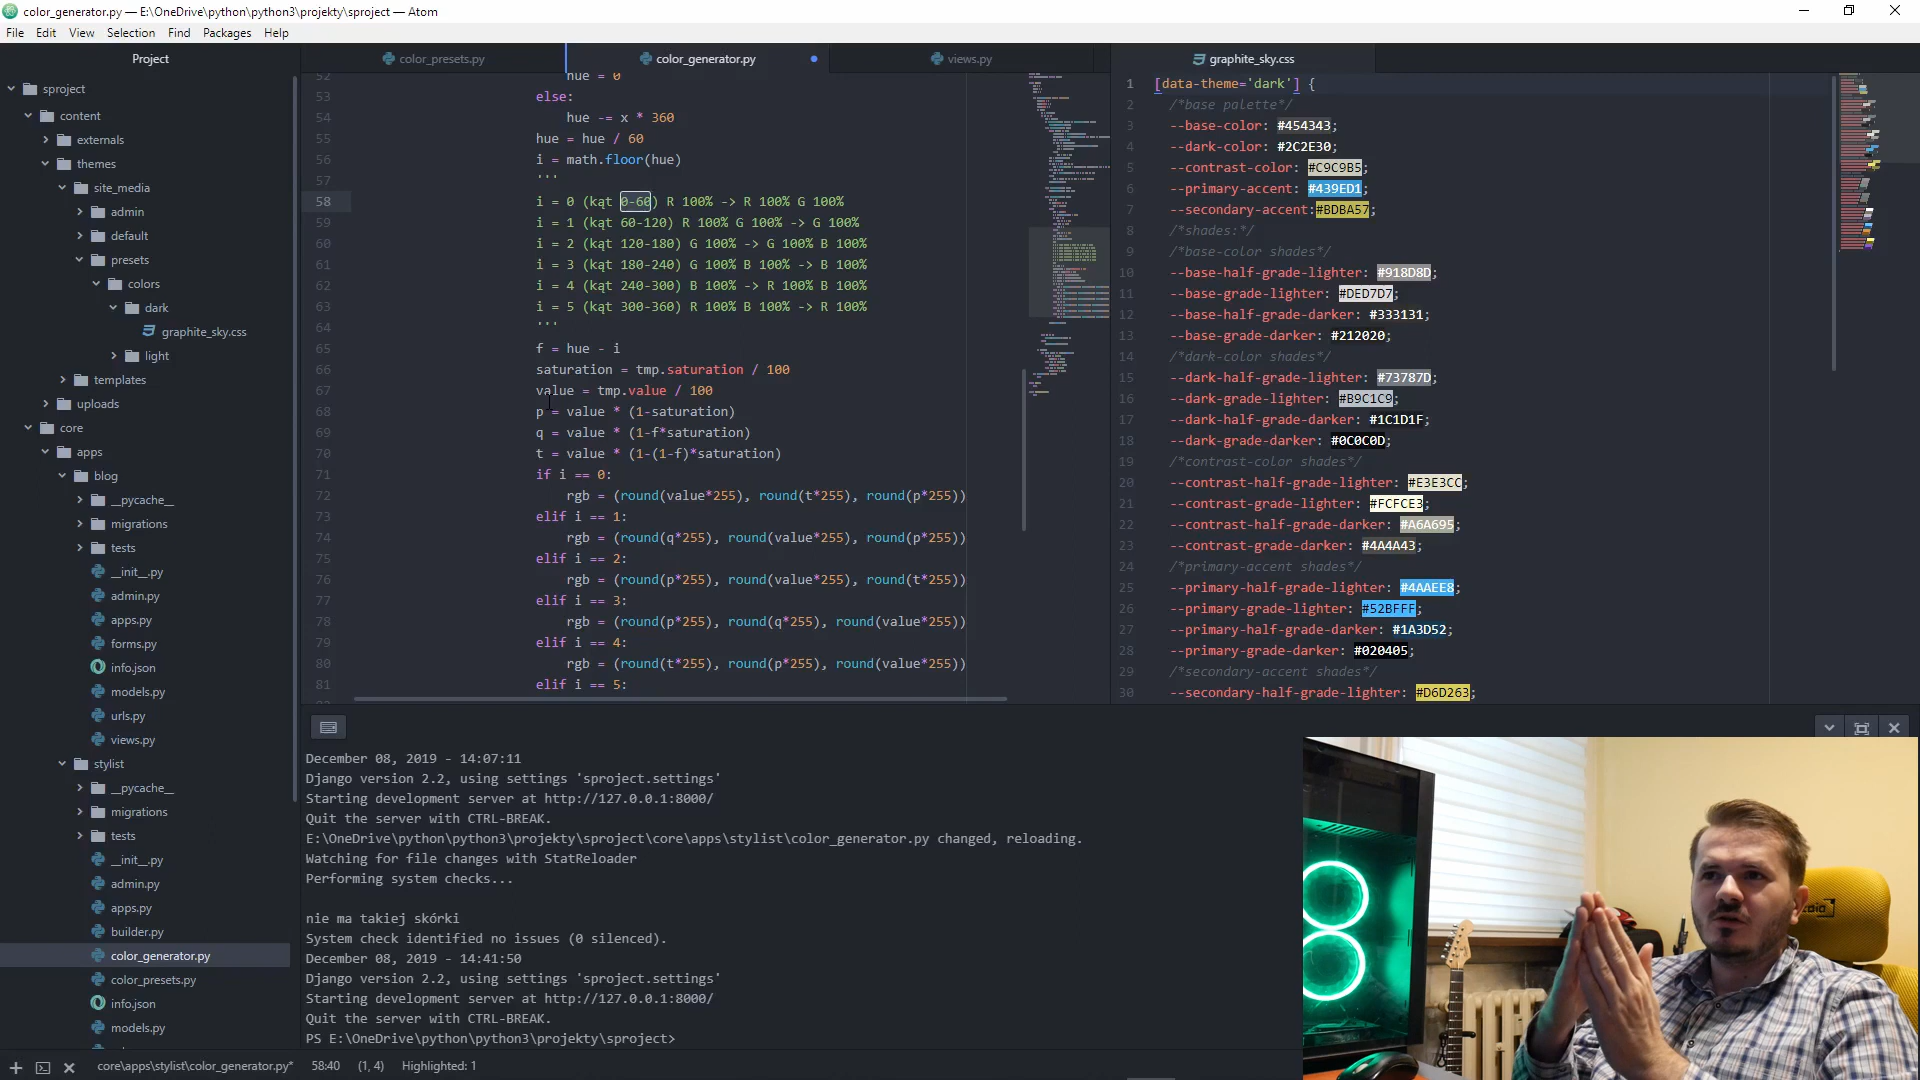 color_generator.py — E:\OneDrive\python\python3\projekty\sproject — Atom
File Edit View Selection Find Packages Help
Project
sproject
content
externals
themes
site_media
admin
default
presets
colors
dark
graphite_sky.css
light
templates
uploads
core
apps
blog
__pycache__
migrations
tests
__init__.py
admin.py
apps.py
forms.py
info.json
models.py
urls.py
views.py
stylist
__pycache__
migrations
tests
__init__.py
admin.py
apps.py
builder.py
color_generator.py
color_presets.py
info.json
models.py
color_presets.py
color_generator.py
views.py
52 hue = 0
53 else:
54 hue -= x * 360
55 hue = hue / 60
56 i = math.floor(hue)
57 '''
58 i = 0 (kąt 0-60) R 100% -> R 100% G 100%
59 i = 1 (kąt 60-120) R 100% G 100% -> G 100%
60 i = 2 (kąt 120-180) G 100% -> G 100% B 100%
61 i = 3 (kąt 180-240) G 100% B 100% -> B 100%
62 i = 4 (kąt 240-300) B 100% -> R 100% B 100%
63 i = 5 (kąt 300-360) R 100% B 100% -> R 100%
64 '''
65 f = hue - i
66 saturation = tmp.saturation / 100
67 value = tmp.value / 100
68 p = value * (1-saturation)
69 q = value * (1-f*saturation)
70 t = value * (1-(1-f)*saturation)
71 if i == 0:
72 rgb = (round(value*255), round(t*255), round(p*255))
73 elif i == 1:
74 rgb = (round(q*255), round(value*255), round(p*255))
75 elif i == 2:
76 rgb = (round(p*255), round(value*255), round(t*255))
77 elif i == 3:
78 rgb = (round(p*255), round(q*255), round(value*255))
79 elif i == 4:
80 rgb = (round(t*255), round(p*255), round(value*255))
81 elif i == 5:
graphite_sky.css
1 [data-theme='dark'] {
2 /*base palette*/
3 --base-color: #454343;
4 --dark-color: #2C2E30;
5 --contrast-color: #C9C9B5;
6 --primary-accent: #439ED1;
7 --secondary-accent:#BDBA57;
8 /*shades:*/
9 /*base-color shades*/
10 --base-half-grade-lighter: #918D8D;
11 --base-grade-lighter: #DED7D7;
12 --base-half-grade-darker: #333131;
13 --base-grade-darker: #212020;
14 /*dark-color shades*/
15 --dark-half-grade-lighter: #73787D;
16 --dark-grade-lighter: #B9C1C9;
17 --dark-half-grade-darker: #1C1D1F;
18 --dark-grade-darker: #0C0C0D;
19 /*contrast-color shades*/
20 --contrast-half-grade-lighter: #E3E3CC;
21 --contrast-grade-lighter: #FCFCE3;
22 --contrast-half-grade-darker: #A6A695;
23 --contrast-grade-darker: #4A4A43;
24 /*primary-accent shades*/
25 --primary-half-grade-lighter: #4AAEE8;
26 --primary-grade-lighter: #52BFFF;
27 --primary-half-grade-darker: #1A3D52;
28 --primary-grade-darker: #020405;
29 /*secondary-accent shades*/
30 --secondary-half-grade-lighter: #D6D263;
December 08, 2019 - 14:07:11
Django version 2.2, using settings 'sproject.settings'
Starting development server at http://127.0.0.1:8000/
Quit the server with CTRL-BREAK.
E:\OneDrive\python\python3\projekty\sproject\core\apps\stylist\color_generator.py changed, reloading.
Watching for file changes with StatReloader
Performing system checks...
nie ma takiej skórki
System check identified no issues (0 silenced).
December 08, 2019 - 14:41:50
Django version 2.2, using settings 'sproject.settings'
Starting development server at http://127.0.0.1:8000/
Quit the server with CTRL-BREAK.
PS E:\OneDrive\python\python3\projekty\sproject>
core\apps\stylist\color_generator.py* 58:40 (1, 4) Highlighted: 1